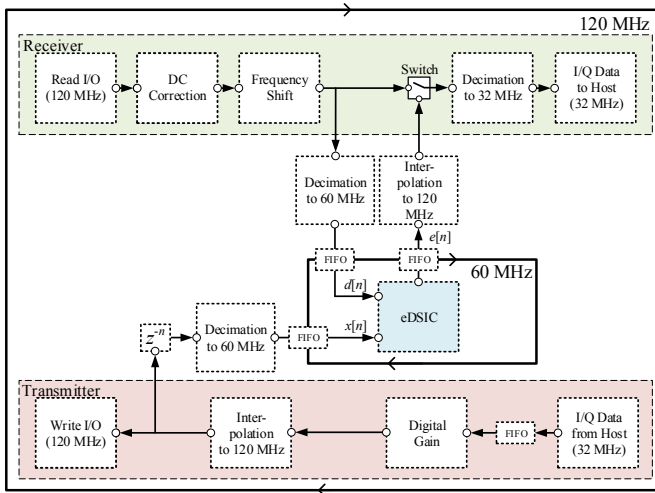 120 MHz
Receiver
Read I/O
(120 MHz)
DC
Correction
Frequency
Shift
Switch
Decimation
to 32 MHz
I/Q Data
to Host
(32 MHz)
Decimation
to 60 MHz
Inter-
polation
to 120
MHz
e[n]
FIFO
FIFO
60 MHz
d[n]
eDSIC
z⁻ⁿ
Decimation
to 60 MHz
FIFO
x[n]
Transmitter
Write I/O
(120 MHz)
Inter-
polation
to 120 MHz
Digital
Gain
FIFO
I/Q Data
from Host
(32 MHz)